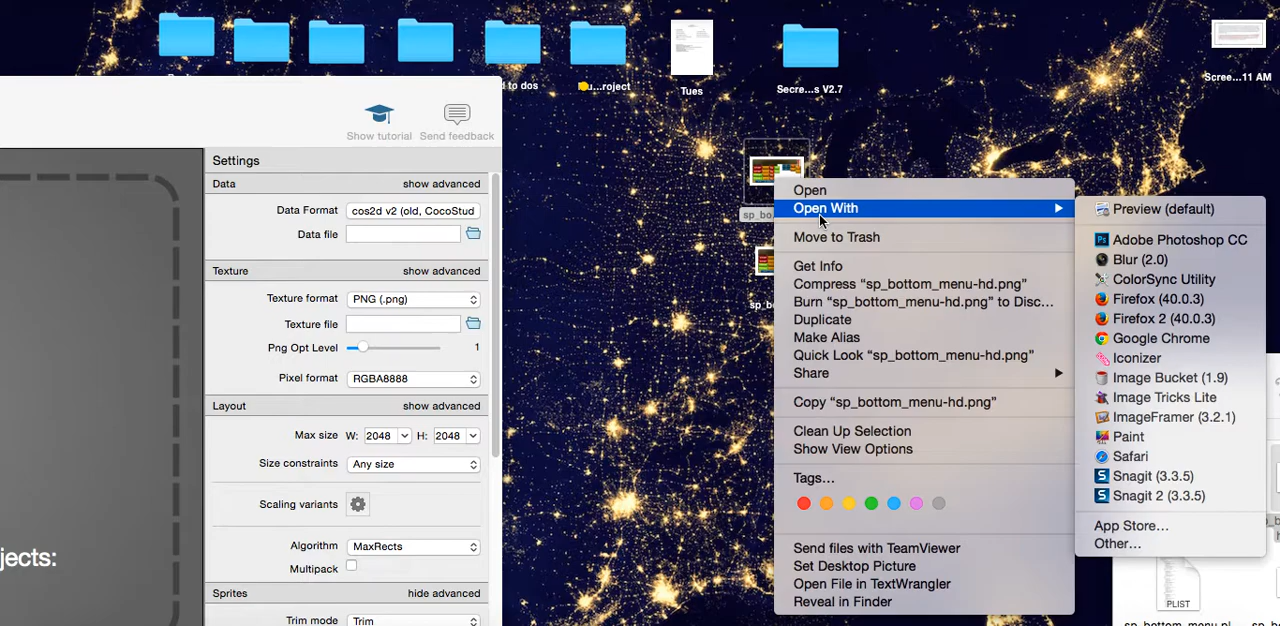 d to dos
u...roject
Tues
Secre...s V2.7
Scree...11 AM
Show tutorial Send feedback
Settings
Data show advanced
Data Format cos2d v2 (old, CocoStud
Data file
Texture show advanced
Texture format PNG (.png)
Texture file
Png Opt Level 1
Pixel format RGBA8888
Layout show advanced
Max size W: 2048 H: 2048
Size constraints Any size
Scaling variants
Algorithm MaxRects
Multipack
Sprites hide advanced
Trim mode Trim
jects:
sp_bo
sp_b
Open
Open With
Move to Trash
Get Info
Compress “sp_bottom_menu-hd.png”
Burn “sp_bottom_menu-hd.png” to Disc...
Duplicate
Make Alias
Quick Look “sp_bottom_menu-hd.png”
Share
Copy “sp_bottom_menu-hd.png”
Clean Up Selection
Show View Options
Tags...
Send files with TeamViewer
Set Desktop Picture
Open File in TextWrangler
Reveal in Finder
Preview (default)
Adobe Photoshop CC
Blur (2.0)
ColorSync Utility
Firefox (40.0.3)
Firefox 2 (40.0.3)
Google Chrome
Iconizer
Image Bucket (1.9)
Image Tricks Lite
ImageFramer (3.2.1)
Paint
Safari
Snagit (3.3.5)
Snagit 2 (3.3.5)
App Store...
Other...
PLIST